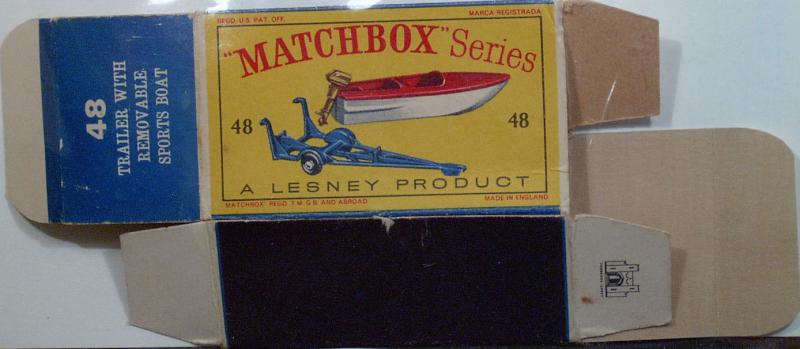 48
TRAILER WITH
REMOVABLE
SPORTS BOAT
REGD. U.S. PAT. OFF.
MARCA REGISTRADA
"MATCHBOX" Series
48
48
A LESNEY PRODUCT
MATCHBOX REGD. T.M. G.B. AND ABROAD
MADE IN ENGLAND